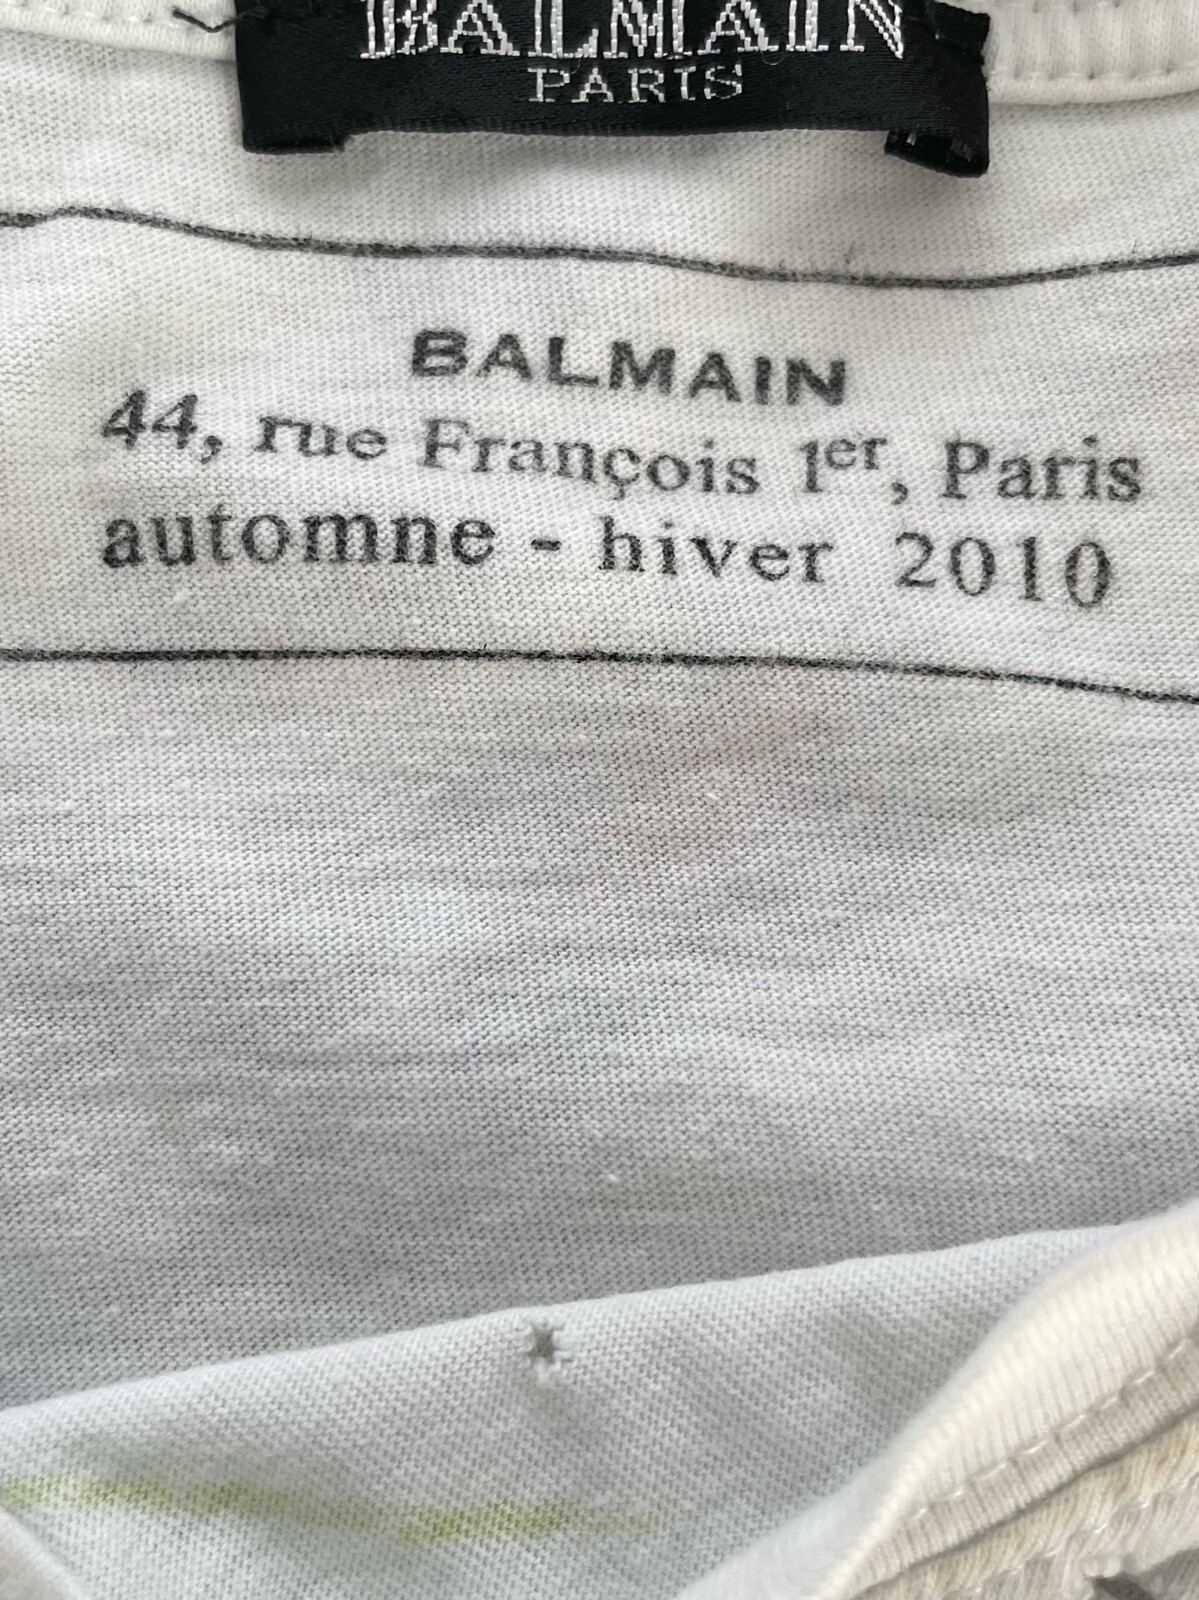 BALMAIN
PARIS
BALMAIN
44, rue François 1er, Paris
automne - hiver 2010